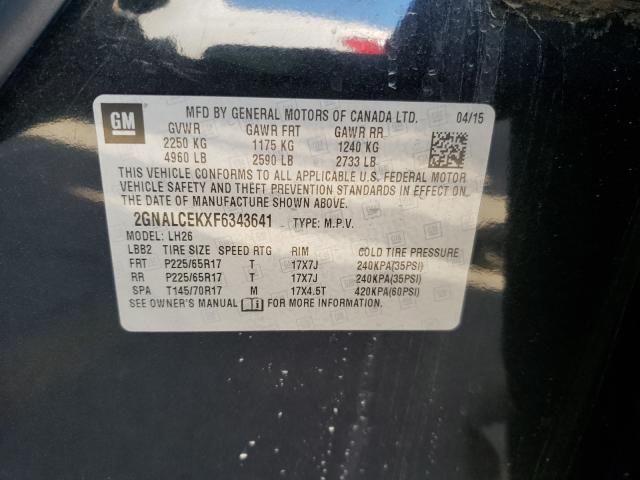 GM
MFD BY GENERAL MOTORS OF CANADA LTD. 04/15
GVWR GAWR FRT GAWR RR
2250 KG 1175 KG 1240 KG
4960 LB 2590 LB 2733 LB
THIS VEHICLE CONFORMS TO ALL APPLICABLE U.S. FEDERAL MOTOR
VEHICLE SAFETY AND THEFT PREVENTION STANDARDS IN EFFECT ON
THE DATE OF MANUFACTURE SHOWN ABOVE.
2GNALCEKXF6343641 TYPE: M.P.V.
MODEL: LH26
LBB2 TIRE SIZE SPEED RTG RIM COLD TIRE PRESSURE
FRT P225/65R17 T 17X7J 240KPA(35PSI)
RR P225/65R17 T 17X7J 240KPA(35PSI)
SPA T145/70R17 M 17X4.5T 420KPA(60PSI)
SEE OWNER'S MANUAL FOR MORE INFORMATION.